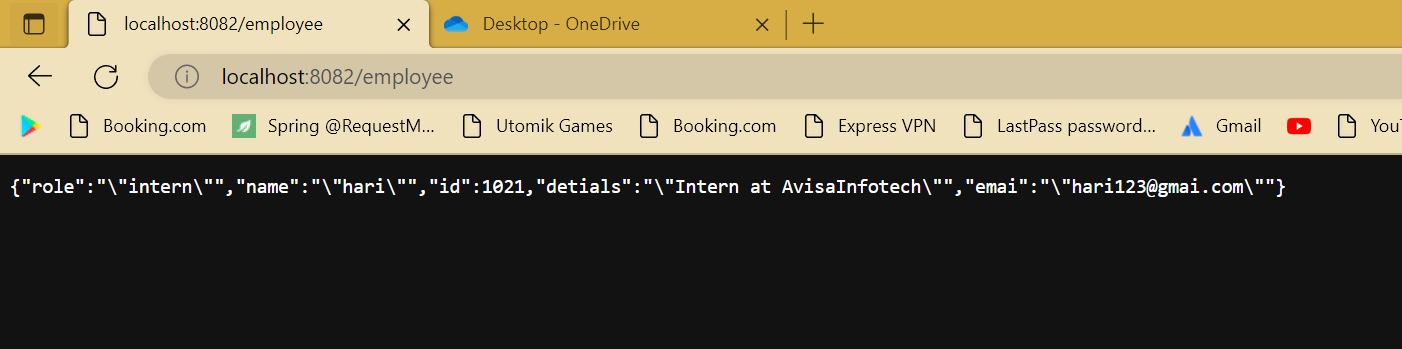 localhost:8082/employee
Desktop - OneDrive
localhost:8082/employee
Booking.com Spring @RequestM... Utomik Games Booking.com Express VPN LastPass password... Gmail YouT
{"role":"\"intern\"","name":"\"hari\"","id":1021,"detials":"\"Intern at AvisaInfotech\"","emai":"\"hari123@gmai.com\""}